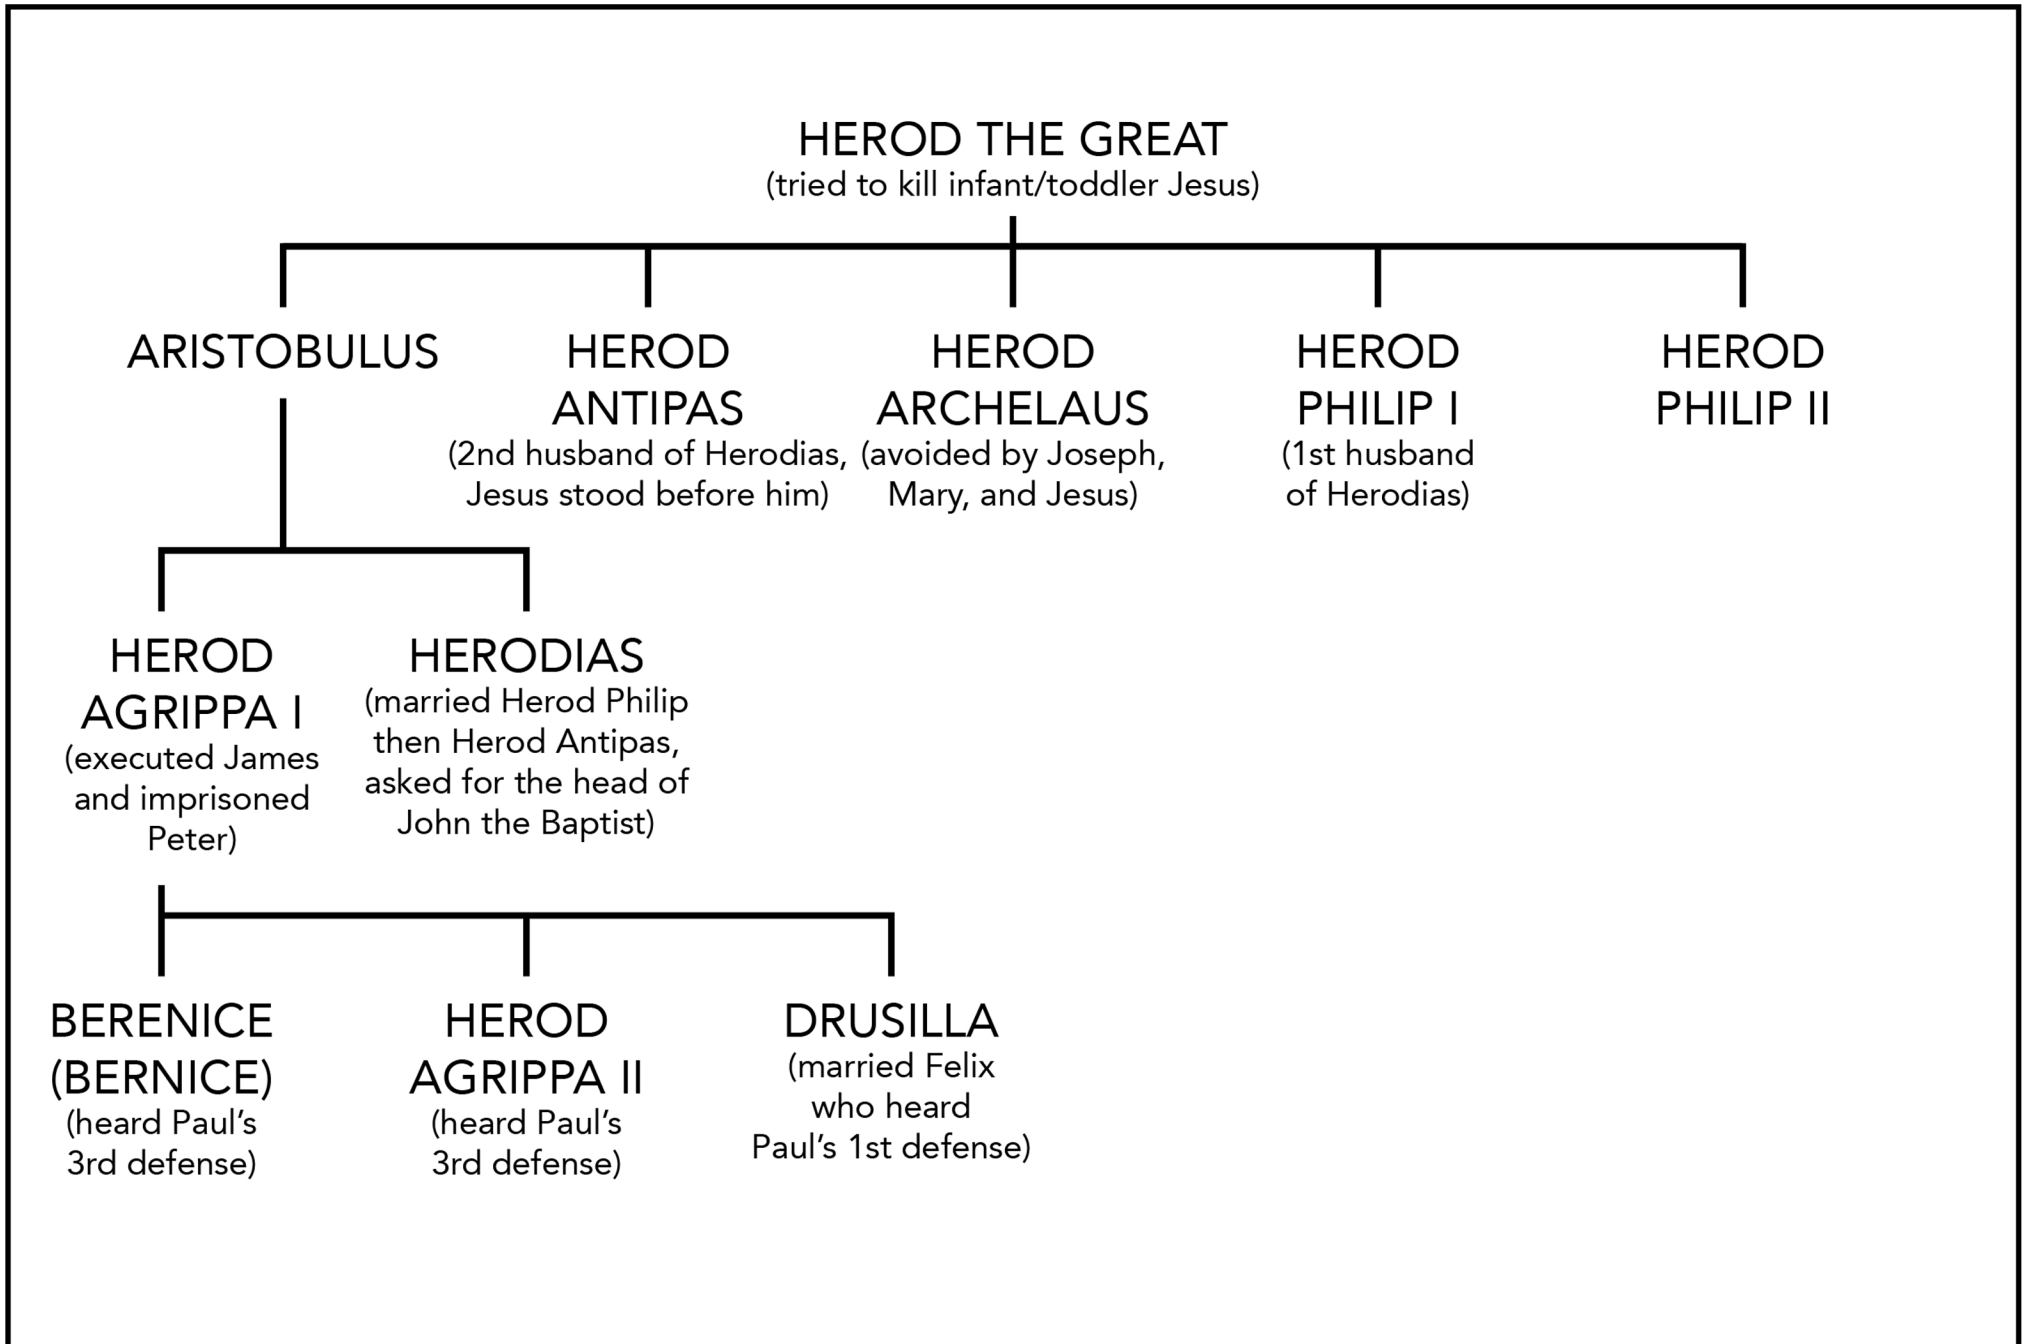 HEROD THE GREAT
(tried to kill infant/toddler Jesus)
ARISTOBULUS
HEROD
ANTIPAS
(2nd husband of Herodias,
Jesus stood before him)
HEROD
ARCHELAUS
(avoided by Joseph,
Mary, and Jesus)
HEROD
PHILIP I
(1st husband
of Herodias)
HEROD
PHILIP II
HEROD
AGRIPPA I
(executed James
and imprisoned
Peter)
HERODIAS
(married Herod Philip
then Herod Antipas,
asked for the head of
John the Baptist)
BERENICE
(BERNICE)
(heard Paul’s
3rd defense)
HEROD
AGRIPPA II
(heard Paul’s
3rd defense)
DRUSILLA
(married Felix
who heard
Paul’s 1st defense)